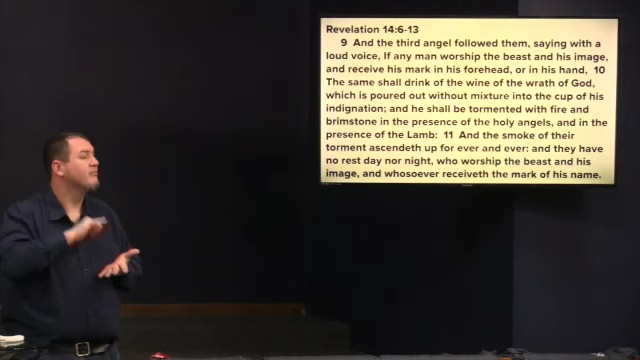 Revelation 14:6-13
9 And the third angel followed them, saying with a
loud voice, If any man worship the beast and his image,
and receive his mark in his forehead, or in his hand, 10
The same shall drink of the wine of the wrath of God,
which is poured out without mixture into the cup of his
indignation; and he shall be tormented with fire and
brimstone in the presence of the holy angels, and in the
presence of the Lamb: 11 And the smoke of their
torment ascendeth up for ever and ever: and they have
no rest day nor night, who worship the beast and his
image, and whosoever receiveth the mark of his name.